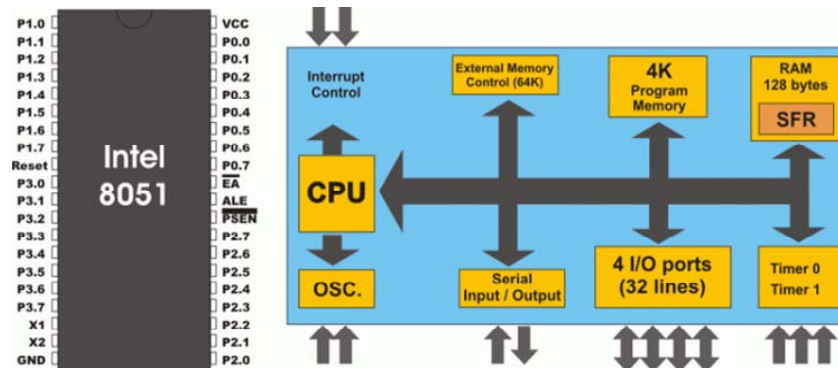 P1.0
P1.1
P1.2
P1.3
P1.4
P1.5
P1.6
P1.7
Reset
P3.0
P3.1
P3.2
P3.3
P3.4
P3.5
P3.6
P3.7
X1
X2
GND
Intel
8051
VCC
P0.0
P0.1
P0.2
P0.3
P0.4
P0.5
P0.6
P0.7
EA
ALE
PSEN
P2.7
P2.6
P2.5
P2.4
P2.3
P2.2
P2.1
P2.0
Interrupt
Control
External Memory
Control (64K)
4K
Program
Memory
RAM
128 bytes
SFR
CPU
OSC.
Serial
Input / Output
4 I/O ports
(32 lines)
Timer 0
Timer 1